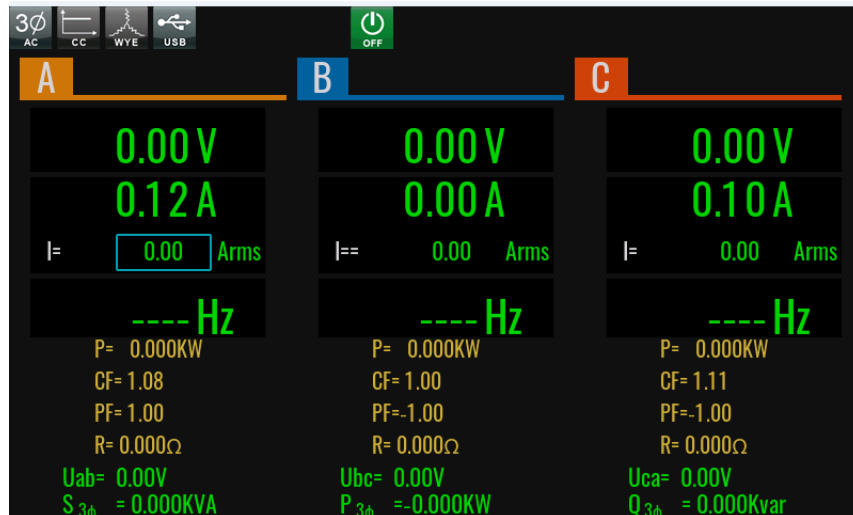 3Ø AC CC WYE USB OFF
A B C
0.00 V 0.00 V 0.00 V
0.12 A 0.00 A 0.10 A
I= 0.00 Arms I== 0.00 Arms I= 0.00 Arms
---- Hz ---- Hz ---- Hz
P= 0.000KW P= 0.000KW P= 0.000KW
CF= 1.08 CF= 1.00 CF= 1.11
PF= 1.00 PF=-1.00 PF=-1.00
R= 0.000Ω R= 0.000Ω R= 0.000Ω
Uab= 0.00V Ubc= 0.00V Uca= 0.00V
S 3ϕ = 0.000KVA P 3ϕ =-0.000KW Q 3ϕ = 0.000Kvar